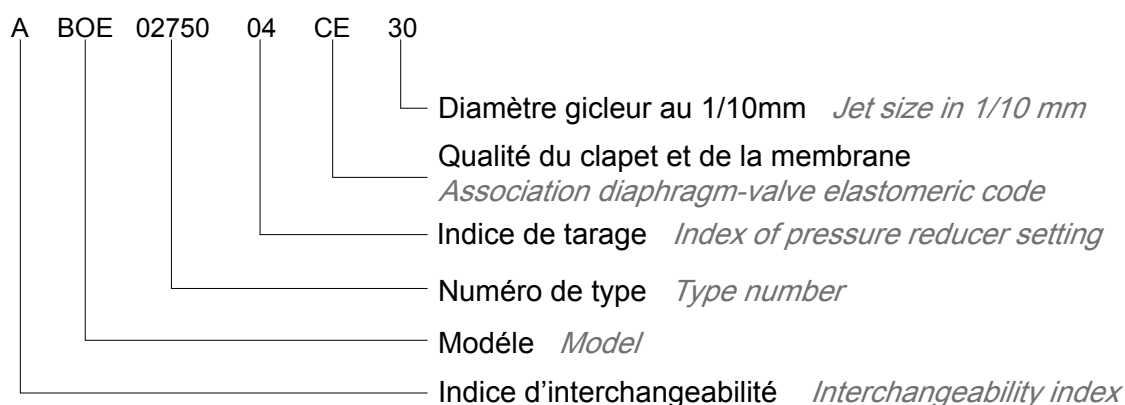 A BOE 02750 04 CE 30
Diamètre gicleur au 1/10mm Jet size in 1/10 mm
Qualité du clapet et de la membrane
Association diaphragm-valve elastomeric code
Indice de tarage Index of pressure reducer setting
Numéro de type Type number
Modéle Model
Indice d’interchangeabilité Interchangeability index